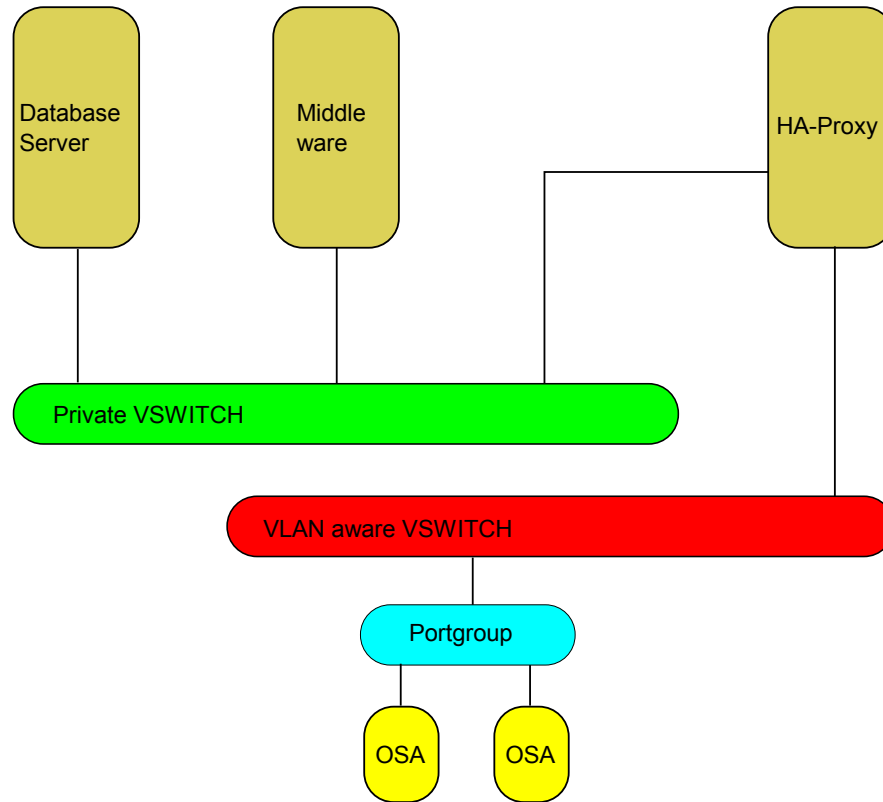 Database
Server
Middle
ware
HA-Proxy
Private VSWITCH
VLAN aware VSWITCH
Portgroup
OSA
OSA